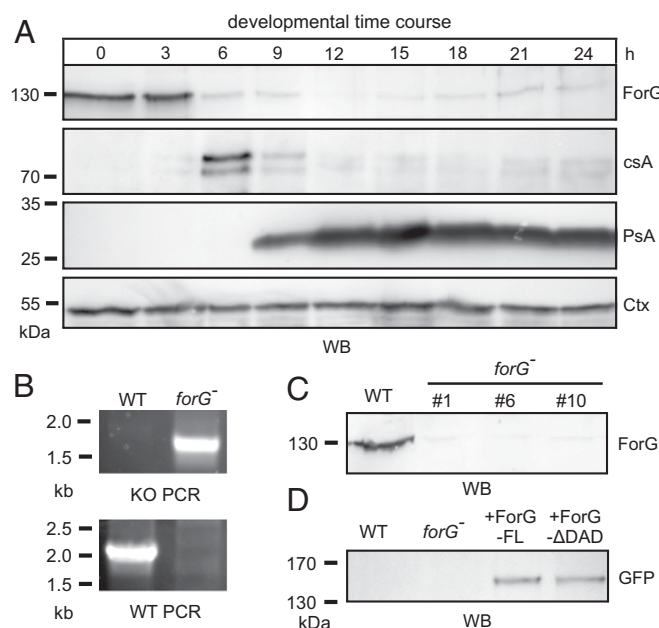 developmental time course
A
0 3 6 9 12 15 18 21 24 h
130 ForG
csA
70
35
PsA
25
55 Ctx
kDa
WB
B
WT forG-
2.0
1.5
kb
KO PCR
2.5
2.0
1.5
kb
WT PCR
C
forG-
WT #1 #6 #10
130 ForG
WB
D
WT forG- +ForG -FL +ForG -ΔDAD
170
GFP
130
kDa
WB